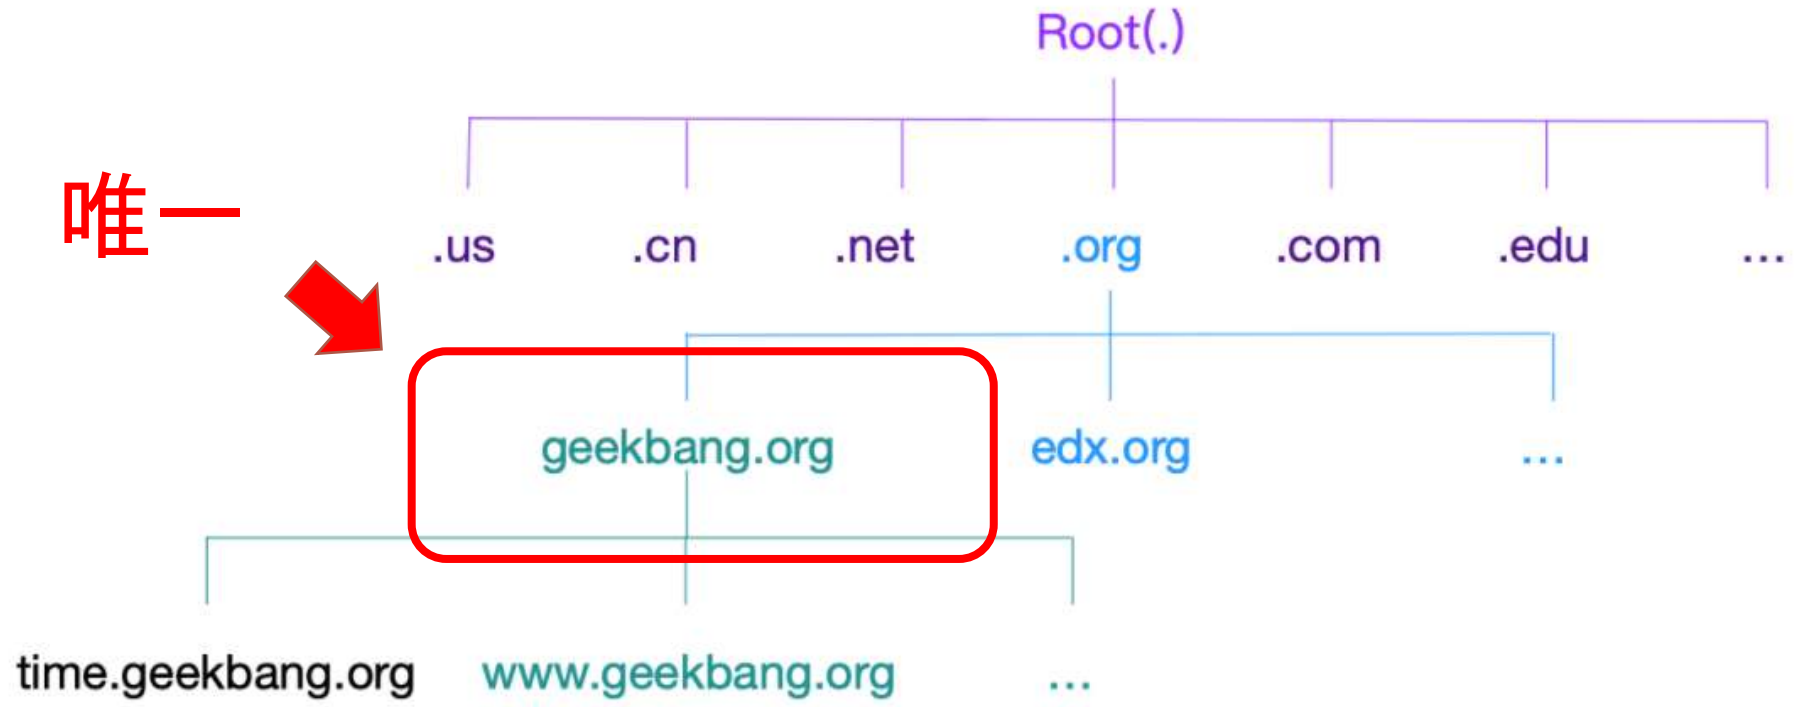 Root(.)
唯一
.us .cn .net .org .com .edu ...
geekbang.org edx.org ...
time.geekbang.org www.geekbang.org ...